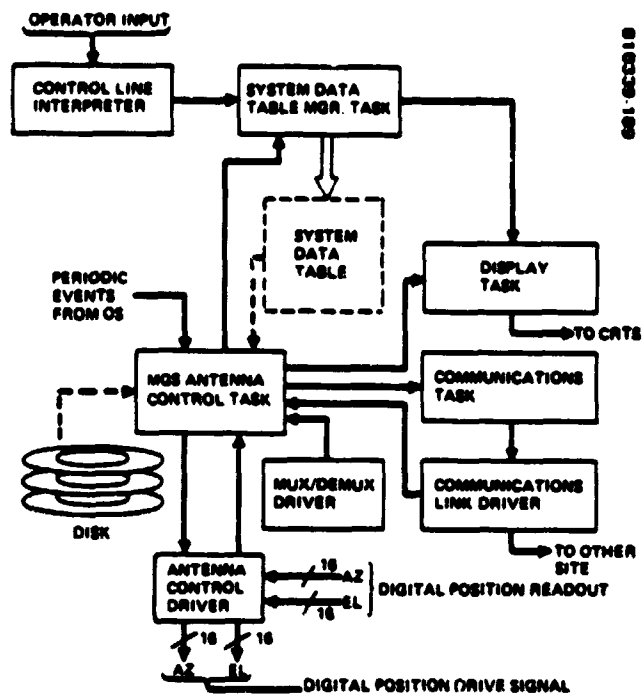 OPERATOR INPUT
CONTROL LINE
INTERPRETER
SYSTEM DATA
TABLE MGR. TASK
SYSTEM
DATA
TABLE
PERIODIC
EVENTS
FROM OS
DISPLAY
TASK
TO CRTS
MGS ANTENNA
CONTROL TASK
COMMUNICATIONS
TASK
DISK
MUX/DEMUX
DRIVER
COMMUNICATIONS
LINK DRIVER
TO OTHER
SITE
ANTENNA
CONTROL
DRIVER
16
AZ
EL
16
DIGITAL POSITION READOUT
16
16
AZ
EL
DIGITAL POSITION DRIVE SIGNAL